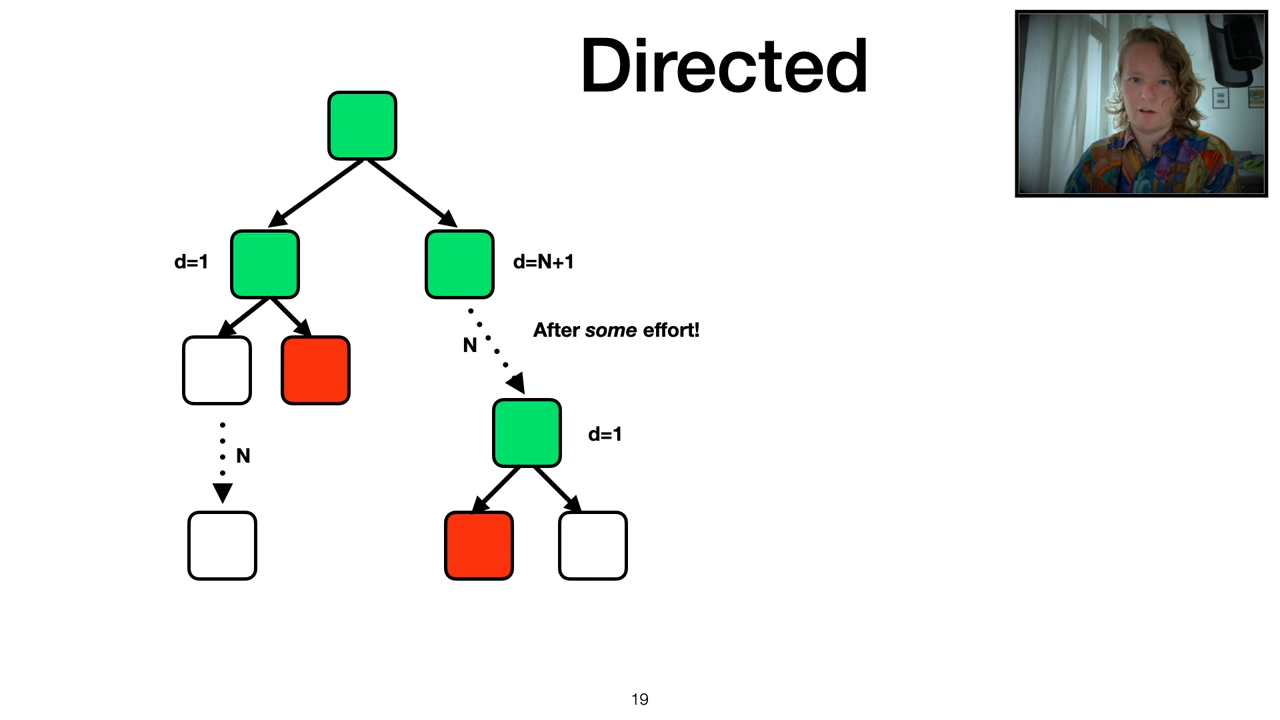 Directed
d=1
d=N+1
After some effort!
N
d=1
N
19